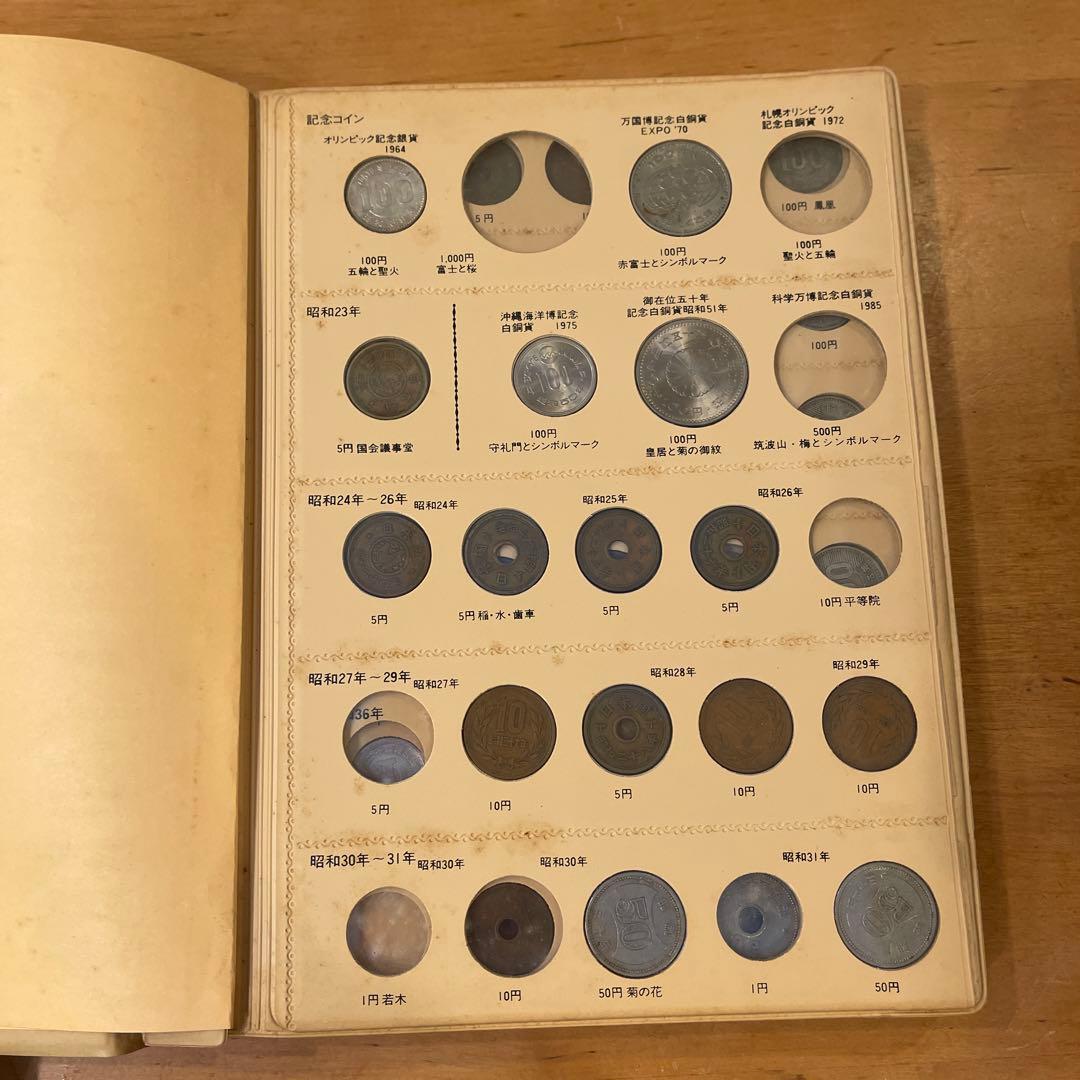 記念コイン
オリンピック記念銀貨
1964
100
100円
五輪と聖火
5円
1,000円
富士と桜
万国博記念白銅貨
EXPO '70
100円
赤富士とシンボルマーク
札幌オリンピック
記念白銅貨 1972
100
100円 鳳凰
100円
聖火と五輪
昭和23年
5円 国会議事堂
沖縄海洋博記念
白銅貨 1975
100
100円
守礼門とシンボルマーク
御在位五十年
記念白銅貨昭和51年
100円
皇居と菊の御紋
科学万博記念白銅貨
1985
100円
500円
筑波山・梅とシンボルマーク
昭和24年～26年
昭和24年
5円
5円 稲・水・歯車
昭和25年
5円
昭和26年
5円
10円 平等院
昭和27年～29年
昭和27年
36年
5円
10
10円
昭和28年
5円
10円
昭和29年
10
10円
昭和30年～31年
昭和30年
1円 若木
10円
昭和30年
50
50円 菊の花
昭和31年
1円
50
50円